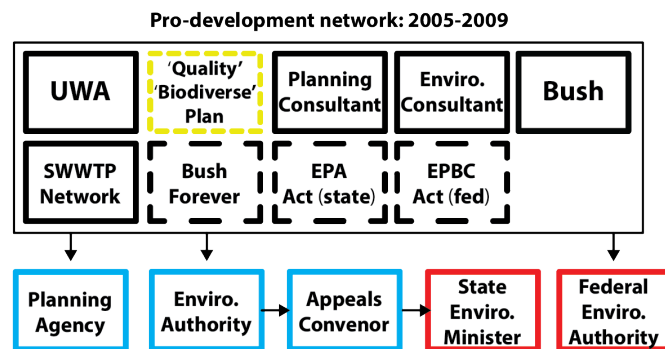 Pro-development network: 2005-2009
UWA
‘Quality’
‘Biodiverse’
Plan
Planning
Consultant
Enviro.
Consultant
Bush
SWWTP
Network
Bush
Forever
EPA
Act (state)
EPBC
Act (fed)
Planning
Agency
Enviro.
Authority
Appeals
Convenor
State
Enviro.
Minister
Federal
Enviro.
Authority